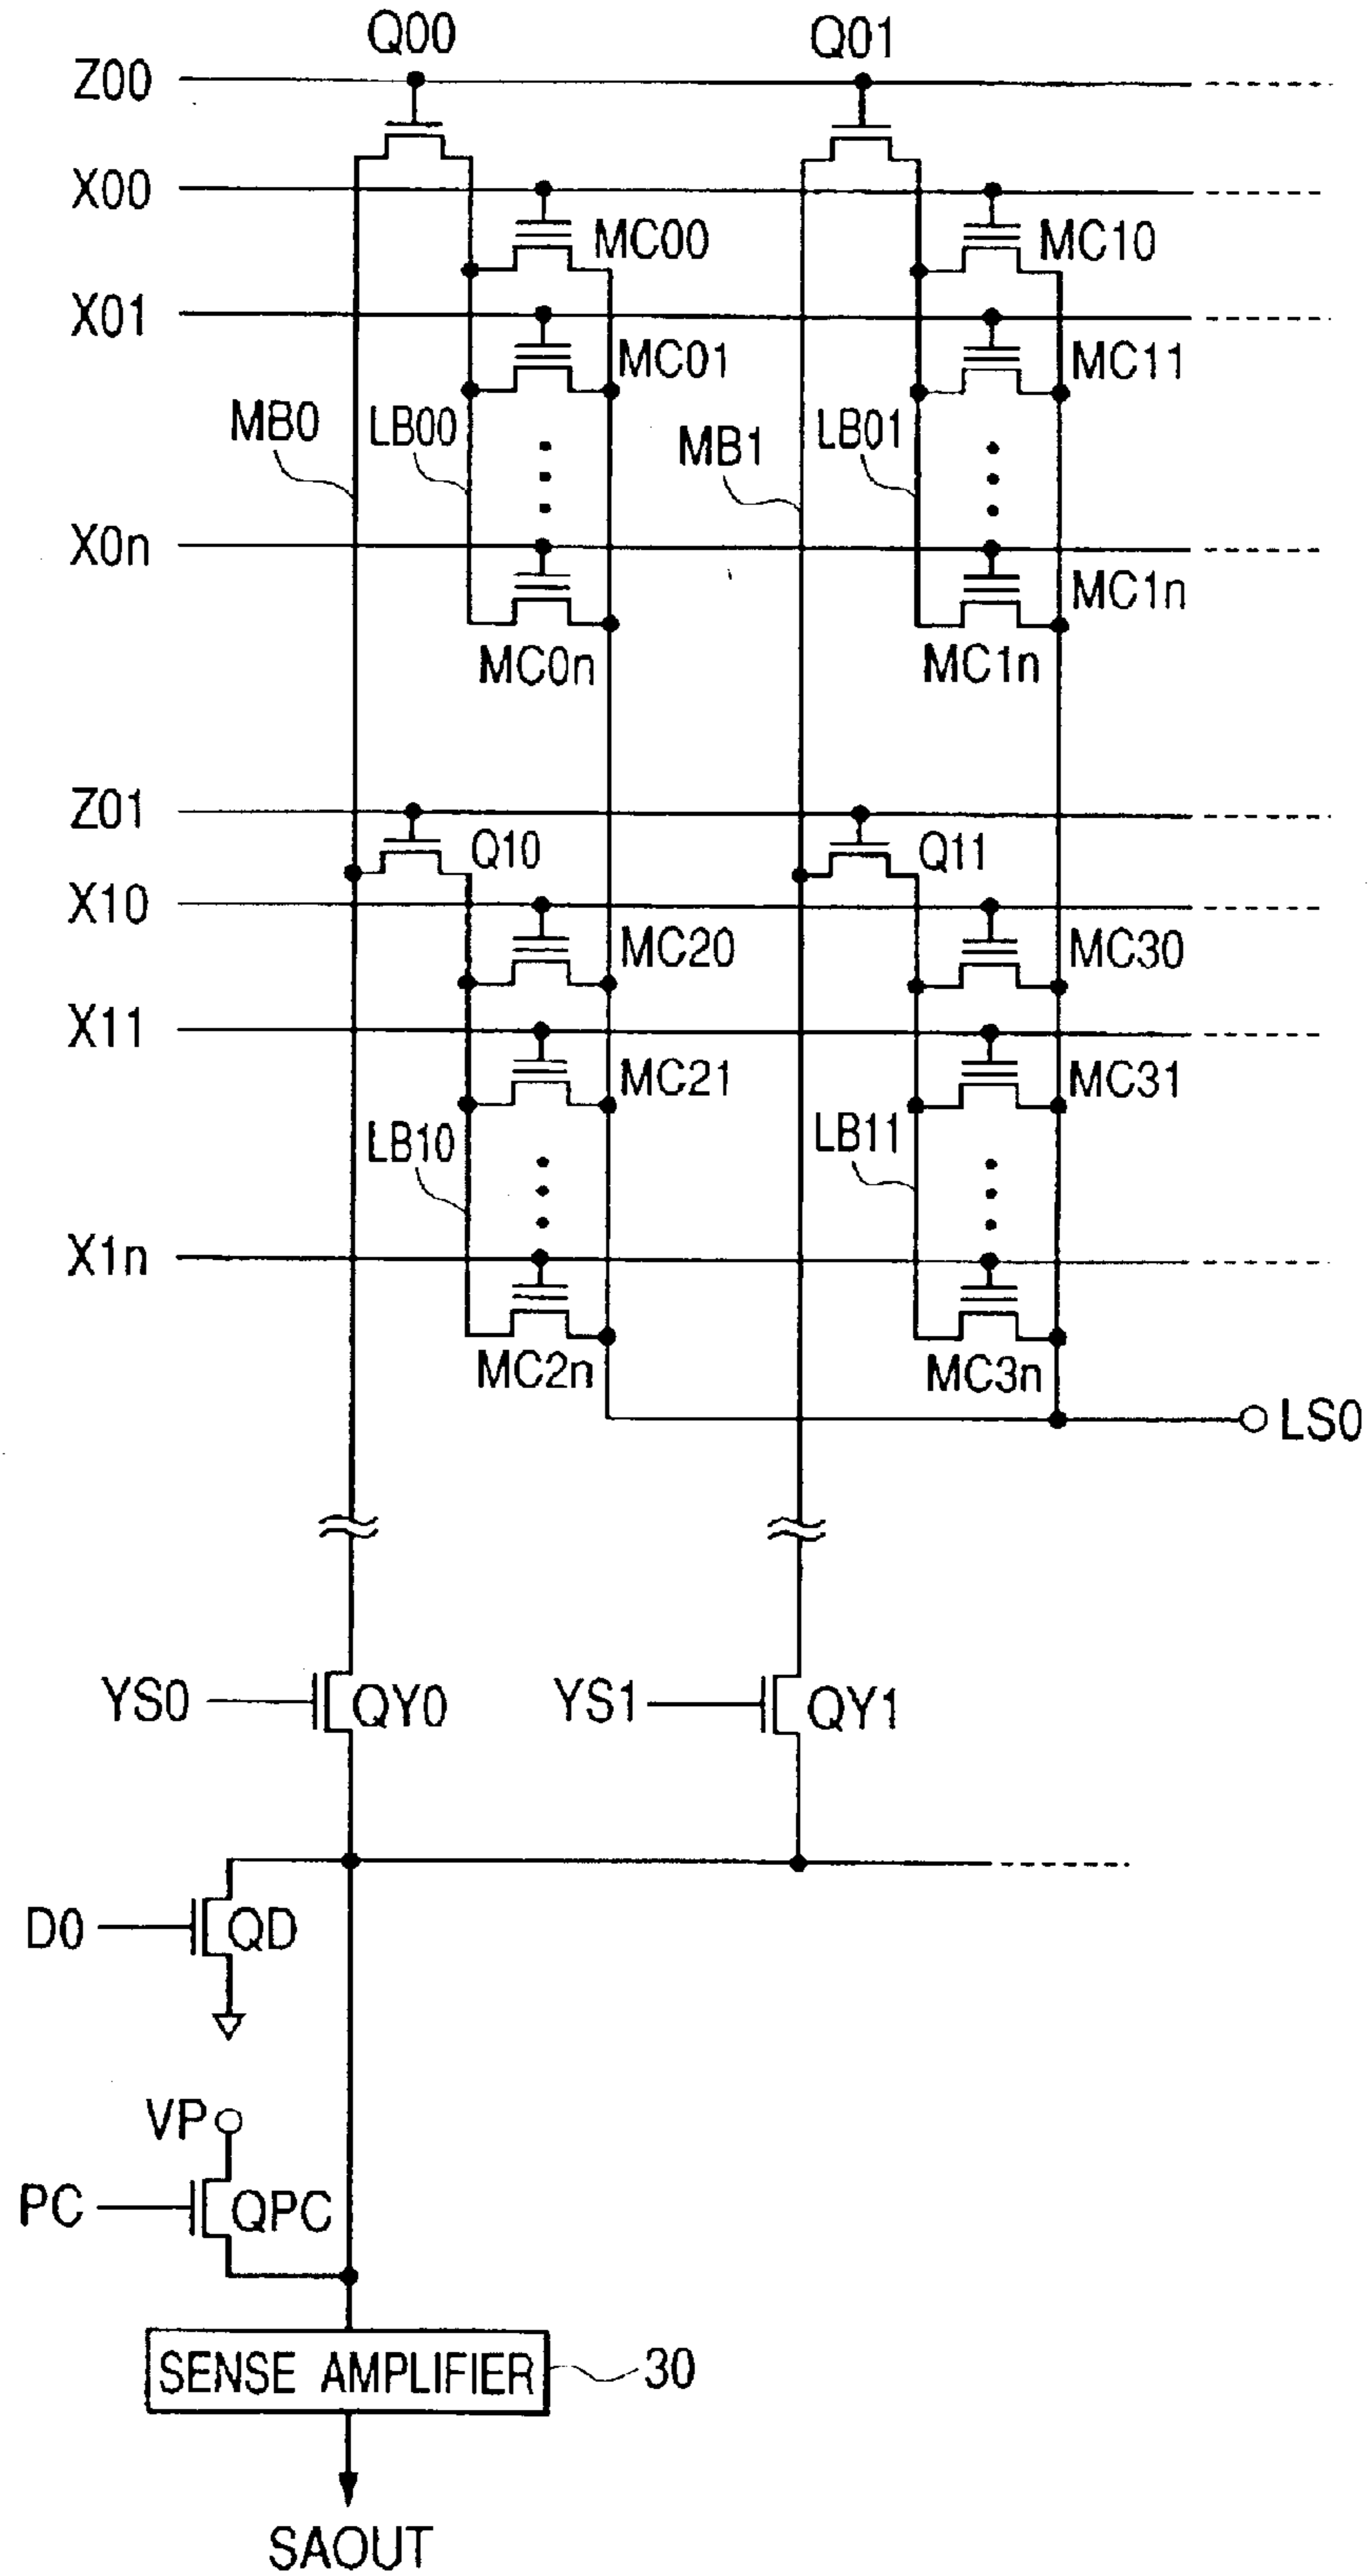 Q00 Q01
Z00
X00
MC00 MC10
X01
MC01 MC11
MB0 LB00 MB1 LB01
X0n
MC1n
MC0n MC1n
Z01
Q10 Q11
X10
MC20 MC30
X11
MC21 MC31
LB10 LB11
X1n
MC2n MC3n
LS0
YS0 QY0 YS1 QY1
D0 QD
VP
PC QPC
SENSE AMPLIFIER 30
SAOUT